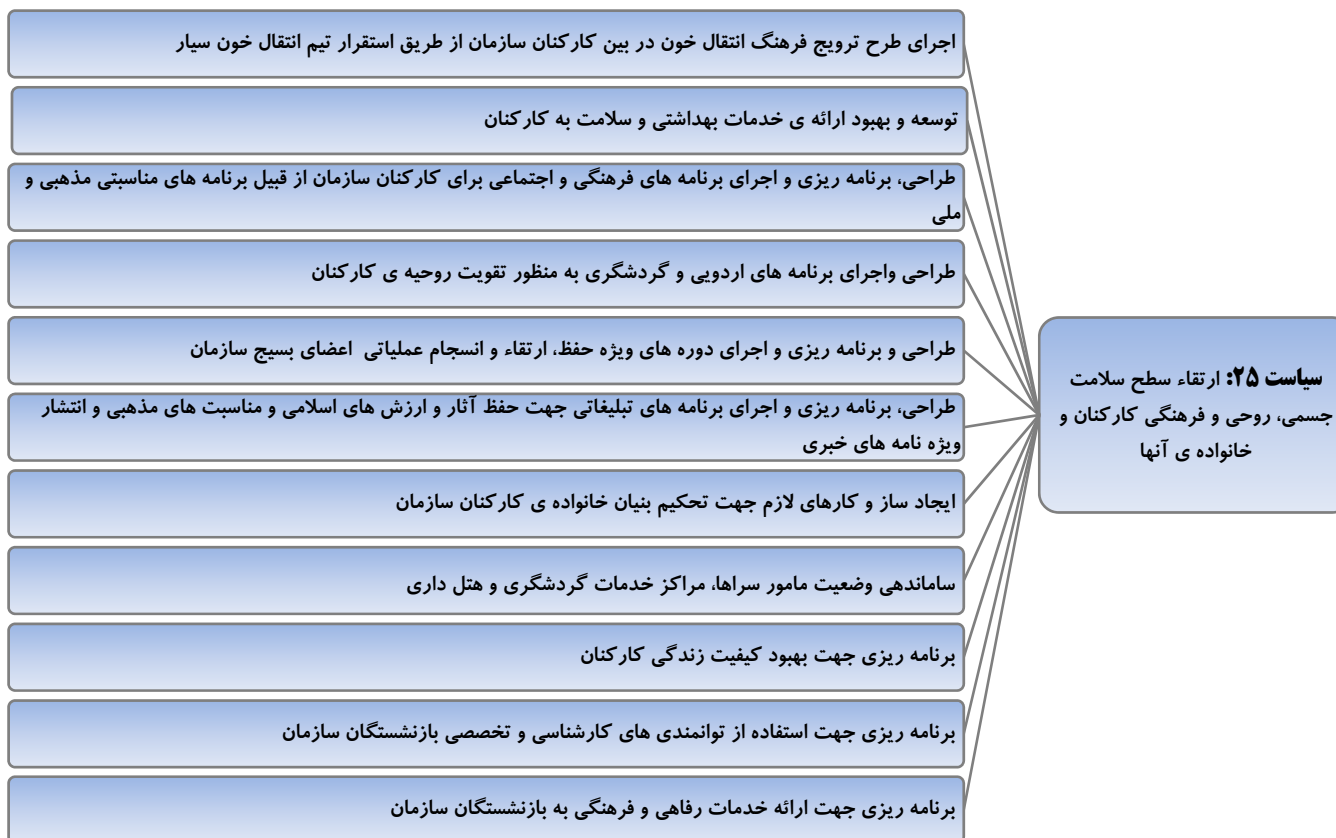 سیاست ۲۵: ارتقاء سطح سلامت
جسمی، روحی و فرهنگی کارکنان و
خانواده ی آنها
اجرای طرح ترویج فرهنگ انتقال خون در بین کارکنان سازمان از طریق استقرار تیم انتقال خون سیار
توسعه و بهبود ارائه ی خدمات بهداشتی و سلامت به کارکنان
طراحی، برنامه ریزی و اجرای برنامه های فرهنگی و اجتماعی برای کارکنان سازمان از قبیل برنامه های مناسبتی مذهبی و
ملی
طراحی واجرای برنامه های اردویی و گردشگری به منظور تقویت روحیه ی کارکنان
طراحی و برنامه ریزی و اجرای دوره های ویژه حفظ، ارتقاء و انسجام عملیاتی اعضای بسیج سازمان
طراحی، برنامه ریزی و اجرای برنامه های تبلیغاتی جهت حفظ آثار و ارزش های اسلامی و مناسبت های مذهبی و انتشار
ویژه نامه های خبری
ایجاد ساز و کارهای لازم جهت تحکیم بنیان خانواده ی کارکنان سازمان
ساماندهی وضعیت مامور سراها، مراکز خدمات گردشگری و هتل داری
برنامه ریزی جهت بهبود کیفیت زندگی کارکنان
برنامه ریزی جهت استفاده از توانمندی های کارشناسی و تخصصی بازنشستگان سازمان
برنامه ریزی جهت ارائه خدمات رفاهی و فرهنگی به بازنشستگان سازمان